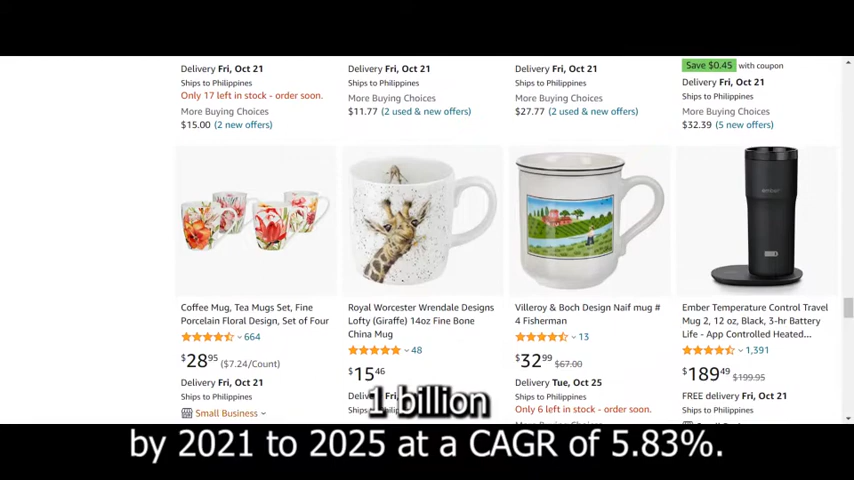 Delivery Fri, Oct 21
Ships to Philippines
Only 17 left in stock - order soon.
More Buying Choices
$15.00 (2 new offers)
Delivery Fri, Oct 21
Ships to Philippines
More Buying Choices
$11.77 (2 used & new offers)
Delivery Fri, Oct 21
Ships to Philippines
More Buying Choices
$27.77 (2 used & new offers)
Save $0.45 with coupon
Delivery Fri, Oct 21
Ships to Philippines
More Buying Choices
$32.39 (5 new offers)
Coffee Mug, Tea Mugs Set, Fine
Porcelain Floral Design, Set of Four
664
$28.95 ($7.24/Count)
Delivery Fri, Oct 21
Small Business
Royal Worcester Wrendale Designs
Lofty (Giraffe) 14oz Fine Bone
China Mug
48
$15.46
Villeroy & Boch Design Naif mug #
4 Fisherman
13
$32.99 $67.00
Delivery Tue, Oct 25
Ships to Philippines
Only 6 left in stock - order soon.
ember
Ember Temperature Control Travel
Mug 2, 12 oz, Black, 3-hr Battery
Life - App Controlled Heated...
1,391
$189.49 $199.95
FREE delivery Fri, Oct 21
Ships to Philippines
1 billion
by 2021 to 2025 at a CAGR of 5.83%.